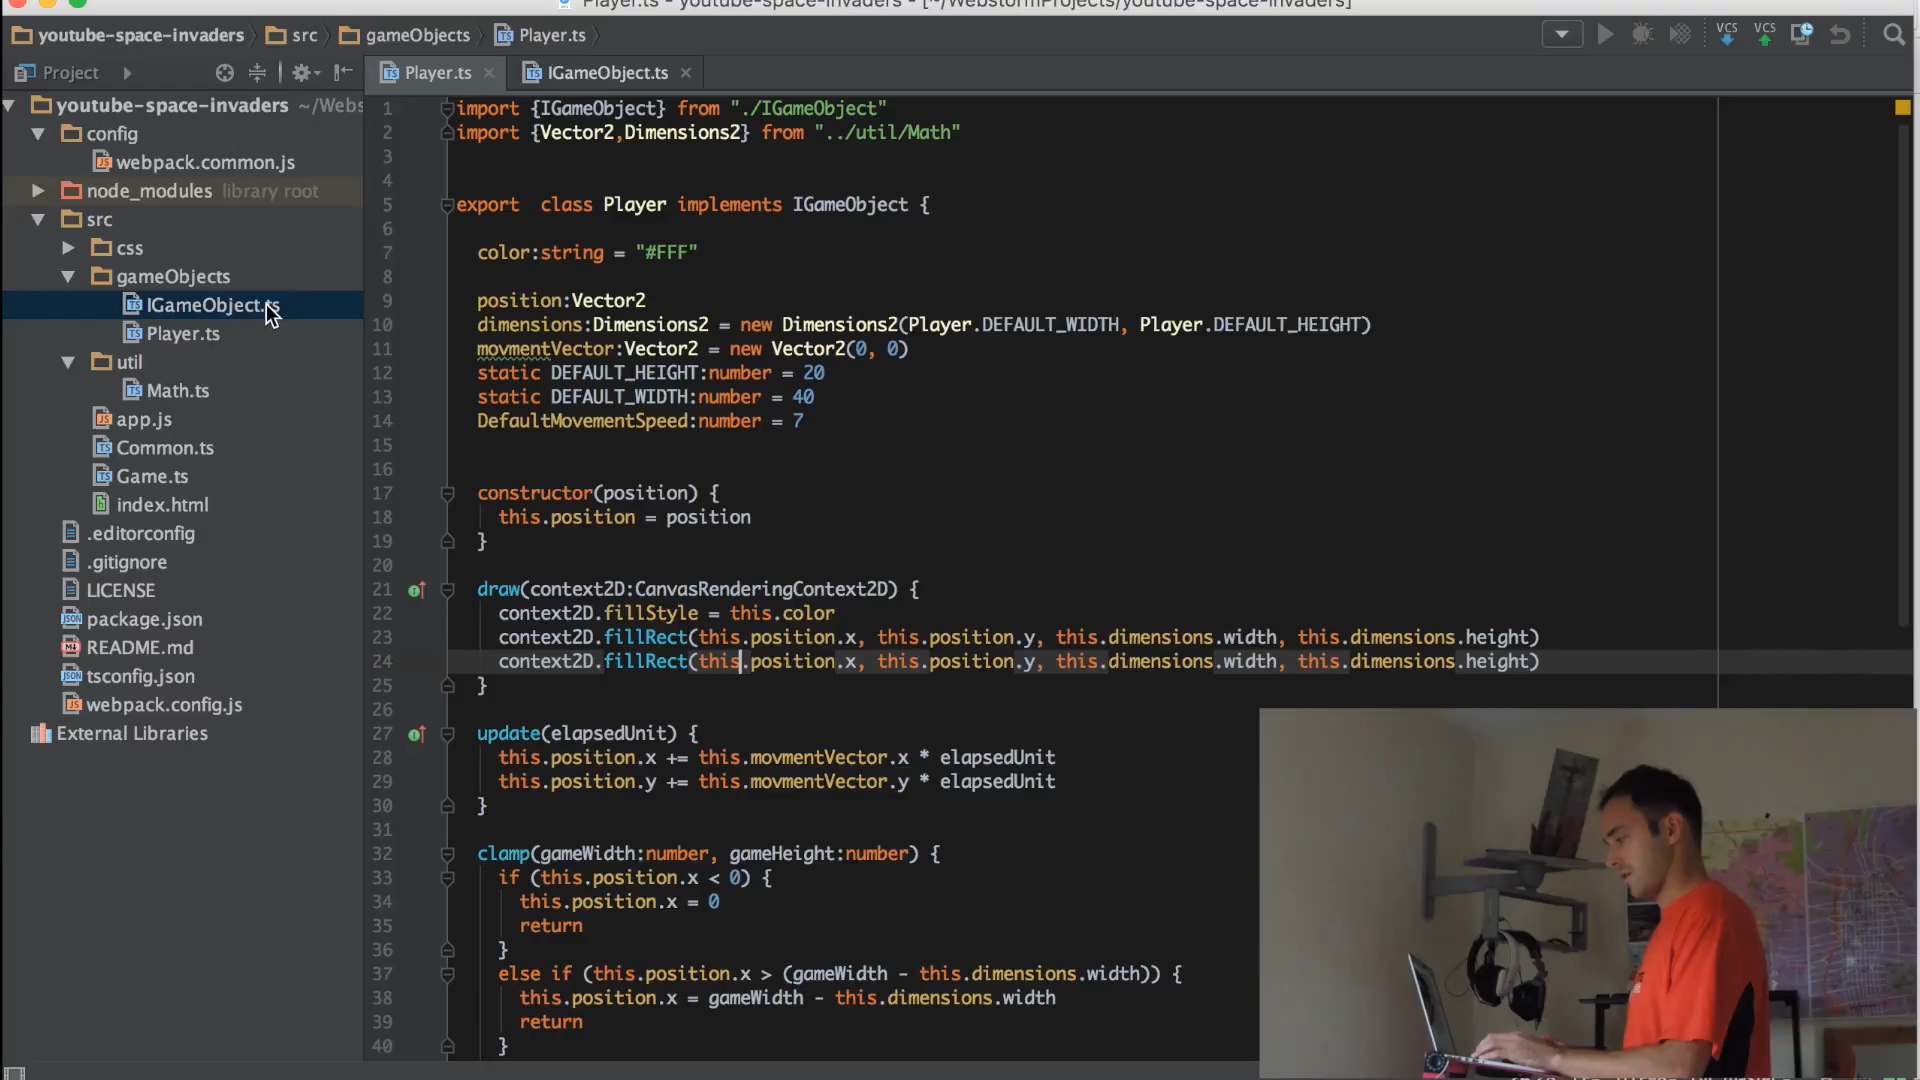 Player.ts - youtube-space-invaders - [~/WebstormProjects/youtube-space-invaders]
youtube-space-invaders src gameObjects Player.ts
VCS VCS
Project
Player.ts IGameObject.ts
youtube-space-invaders ~/Webs
config
webpack.common.js
node_modules library root
src
css
gameObjects
IGameObject.ts
Player.ts
util
Math.ts
app.js
Common.ts
Game.ts
index.html
.editorconfig
.gitignore
LICENSE
package.json
README.md
tsconfig.json
webpack.config.js
External Libraries
1 import {IGameObject} from "./IGameObject"
2 import {Vector2,Dimensions2} from "../util/Math"
3
4
5 export class Player implements IGameObject {
6
7 color:string = "#FFF"
8
9 position:Vector2
10 dimensions:Dimensions2 = new Dimensions2(Player.DEFAULT_WIDTH, Player.DEFAULT_HEIGHT)
11 movmentVector:Vector2 = new Vector2(0, 0)
12 static DEFAULT_HEIGHT:number = 20
13 static DEFAULT_WIDTH:number = 40
14 DefaultMovementSpeed:number = 7
15
16
17 constructor(position) {
18 this.position = position
19 }
20
21 draw(context2D:CanvasRenderingContext2D) {
22 context2D.fillStyle = this.color
23 context2D.fillRect(this.position.x, this.position.y, this.dimensions.width, this.dimensions.height)
24 context2D.fillRect(this.position.x, this.position.y, this.dimensions.width, this.dimensions.height)
25 }
26
27 update(elapsedUnit) {
28 this.position.x += this.movmentVector.x * elapsedUnit
29 this.position.y += this.movmentVector.y * elapsedUnit
30 }
31
32 clamp(gameWidth:number, gameHeight:number) {
33 if (this.position.x < 0) {
34 this.position.x = 0
35 return
36 }
37 else if (this.position.x > (gameWidth - this.dimensions.width)) {
38 this.position.x = gameWidth - this.dimensions.width
39 return
40 }